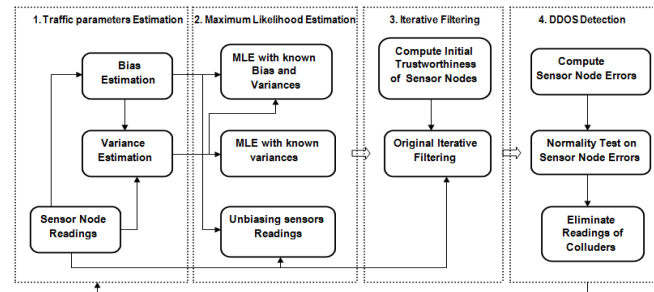 1. Traffic parameters Estimation
2. Maximum Likelihood Estimation
3. Iterative Filtering
4. DDOS Detection
Bias
Estimation
Variance
Estimation
Sensor Node
Readings
MLE with known
Bias and
Variances
MLE with known
variances
Unbiasing sensors
Readings
Compute Initial
Trustworthiness
of Sensor Nodes
Original Iterative
Filtering
Compute
Sensor Node Errors
Normality Test on
Sensor Node Errors
Eliminate
Readings of
Colluders